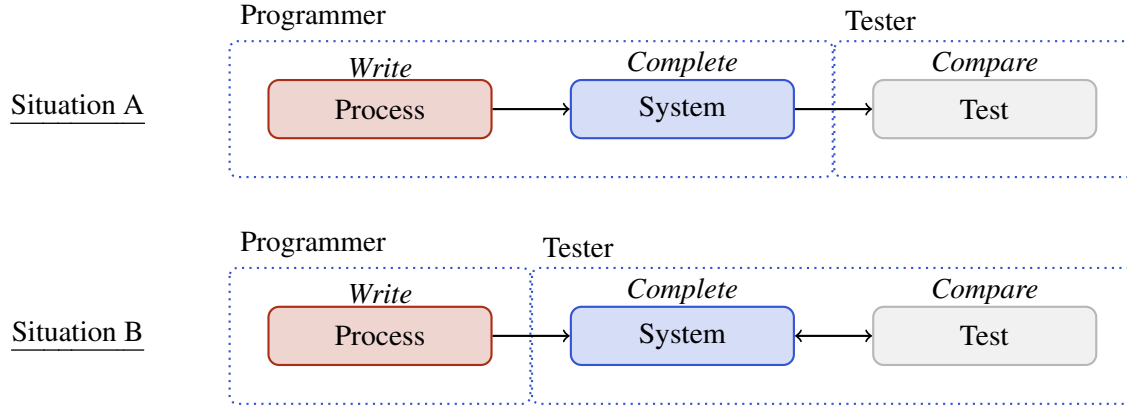 Programmer
Tester
Write
Complete
Compare
Situation A
Process
System
Test
Programmer
Tester
Write
Complete
Compare
Situation B
Process
System
Test